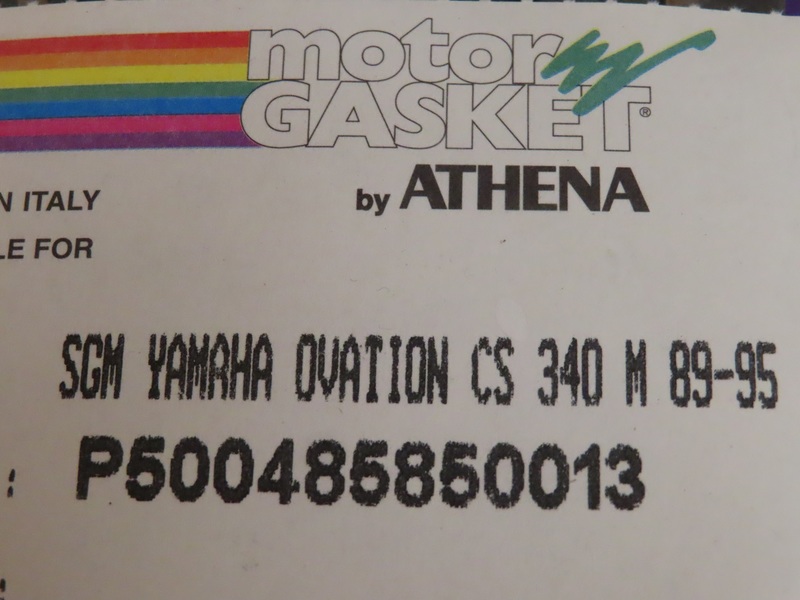 motor
GASKET®
by ATHENA
N ITALY
LE FOR
SGM YAMAHA OVATION CS 340 M 89-95
: P500485850013
: